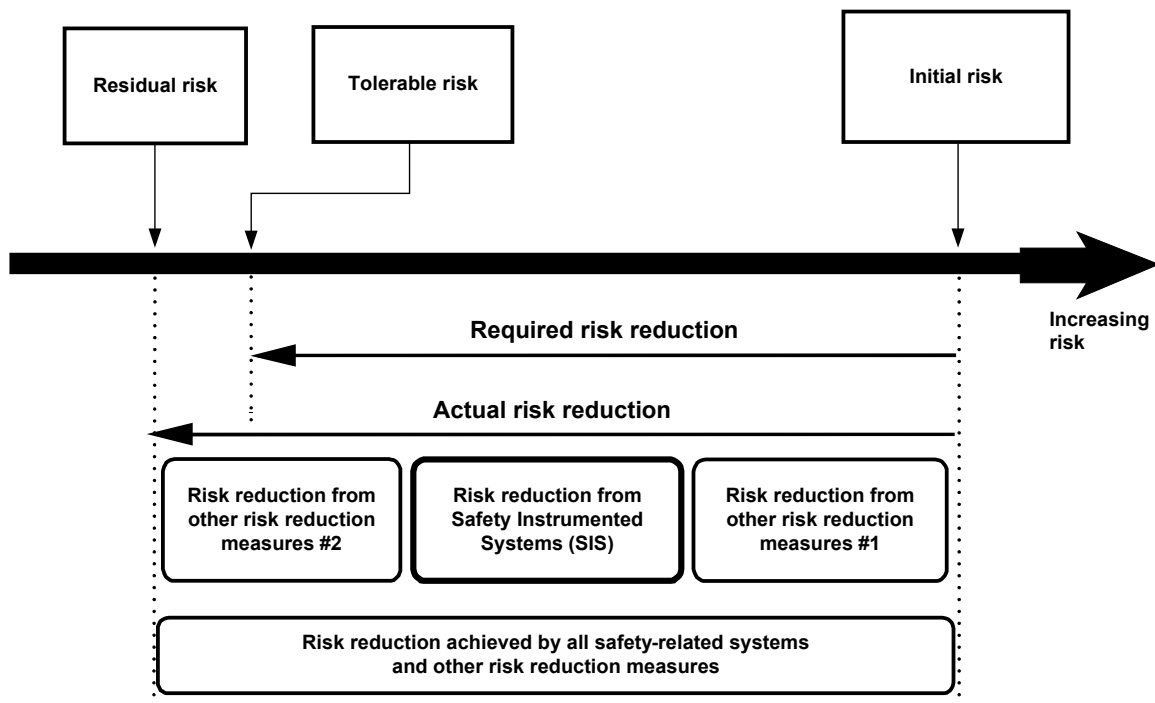 Residual risk
Tolerable risk
Initial risk
Increasing
risk
Required risk reduction
Actual risk reduction
Risk reduction from
other risk reduction
measures #2
Risk reduction from
Safety Instrumented
Systems (SIS)
Risk reduction from
other risk reduction
measures #1
Risk reduction achieved by all safety-related systems
and other risk reduction measures